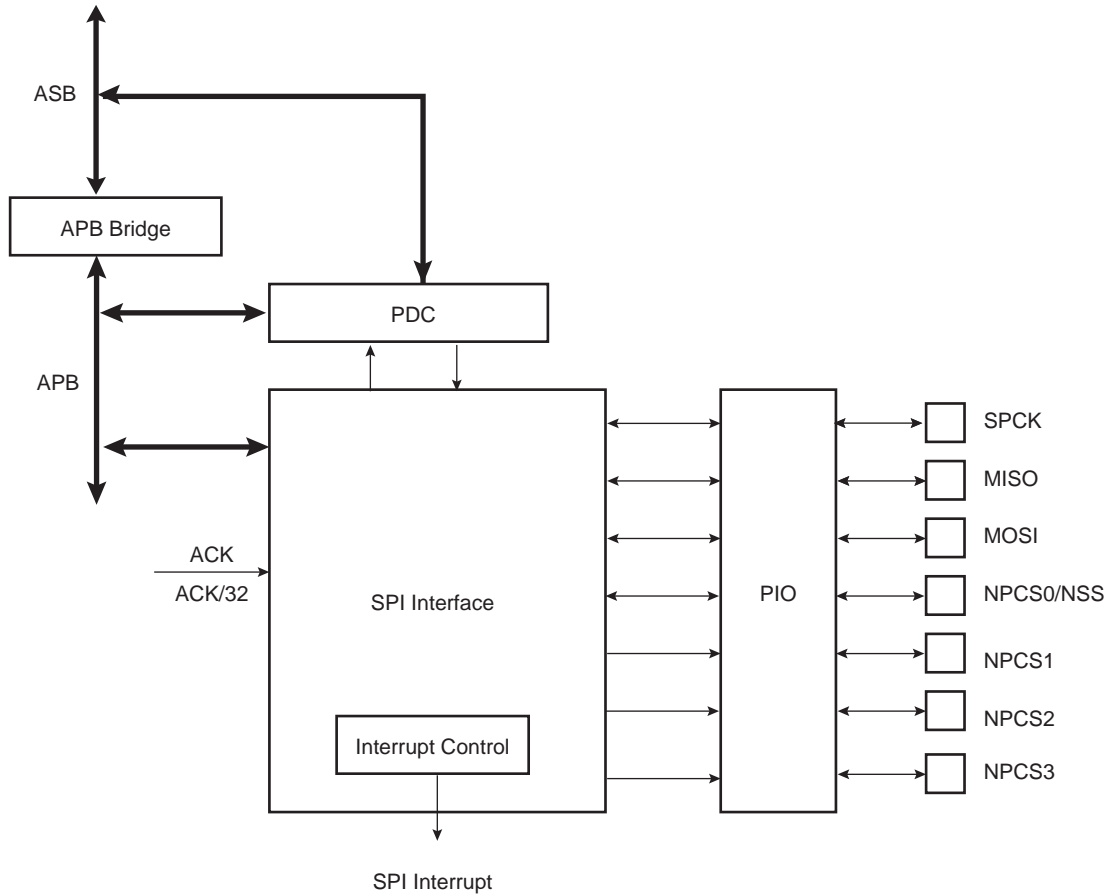 ASB
APB Bridge
PDC
APB
SPCK
MISO
MOSI
ACK
ACK/32
SPI Interface
PIO
NPCS0/NSS
NPCS1
NPCS2
Interrupt Control
NPCS3
SPI Interrupt